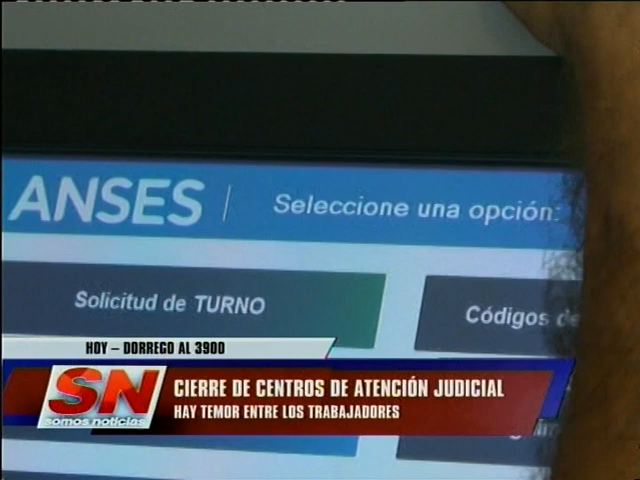 ANSES
Seleccione una opción:
Solicitud de TURNO
Códigos de
HOY – DORREGO AL 3900
SN
somos noticias
CIERRE DE CENTROS DE ATENCIÓN JUDICIAL
HAY TEMOR ENTRE LOS TRABAJADORES